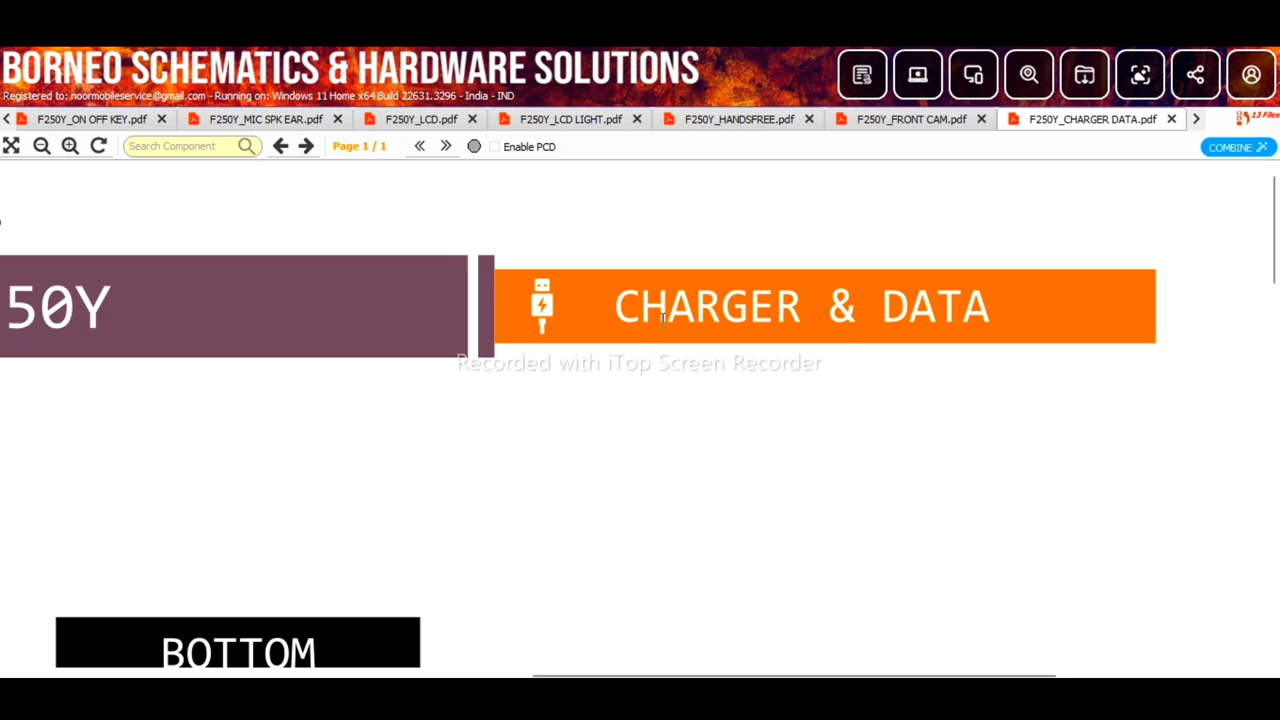 BORNEO SCHEMATICS & HARDWARE SOLUTIONS
Registered to: noormobileservice@gmail.com - Running on: Windows 11 Home x64 Build 22631.3296 - India - IND
F250Y_ON OFF KEY.pdf F250Y_MIC SPK EAR.pdf F250Y_LCD.pdf F250Y_LCD LIGHT.pdf F250Y_HANDSFREE.pdf F250Y_FRONT CAM.pdf F250Y_CHARGER DATA.pdf 13 Files
Search Component Page 1 / 1 Enable PCD COMBINE
50Y CHARGER & DATA
Recorded with iTop Screen Recorder
BOTTOM